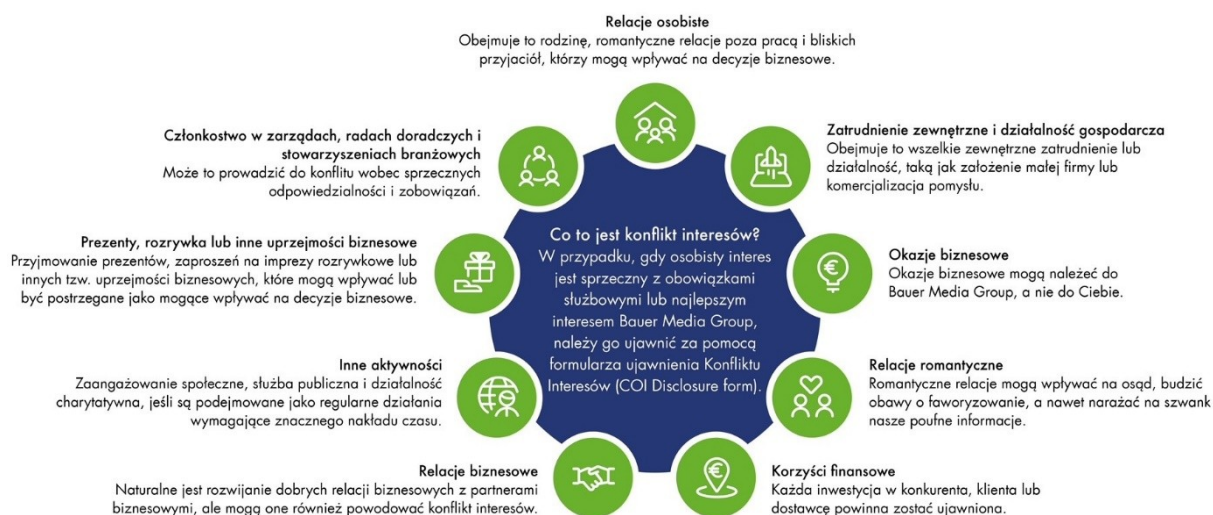 Relacje osobiste
Obejmuje to rodzinę, romantyczne relacje poza pracą i bliskich
przyjaciół, którzy mogą wpływać na decyzje biznesowe.
Członkostwo w zarządach, radach doradczych i
stowarzyszeniach branżowych
Może to prowadzić do konflitu wobec sprzecznych
odpowiedzialności i zobowiązań.
Zatrudnienie zewnętrzne i działalność gospodarcza
Obejmuje to wszelkie zewnętrzne zatrudnienie lub
działalność, taką jak założenie małej firmy lub
komercjalizacja pomysłu.
Prezenty, rozrywka lub inne uprzejmości biznesowe
Przyjmowanie prezentów, zaproszeń na imprezy rozrywkowe lub
innych tzw. uprzejmości biznesowych, które mogą wpływać lub
być postrzegane jako mogące wpływać na decyzje biznesowe.
Co to jest konflikt interesów?
W przypadku, gdy osobisty interes
jest sprzeczny z obowiązkami
służbowymi lub najlepszym
interesem Bauer Media Group,
należy go ujawnić za pomocą
formularza ujawnienia Konfliktu
Interesów (COI Disclosure form).
Okazje biznesowe
Okazje biznesowe mogą należeć do
Bauer Media Group, a nie do Ciebie.
Inne aktywności
Zaangażowanie społeczne, służba publiczna i działalność
charytatywna, jeśli są podejmowane jako regularne działania
wymagające znacznego nakładu czasu.
Relacje romantyczne
Romantyczne relacje mogą wpływać na osąd, budzić
obawy o faworyzowanie, a nawet narażać na szwank
nasze poufne informacje.
Relacje biznesowe
Naturalne jest rozwijanie dobrych relacji biznesowych z partnerami
biznesowymi, ale mogą one również powodować konflikt interesów.
Korzyści finansowe
Każda inwestycja w konkurenta, klienta lub
dostawcę powinna zostać ujawniona.